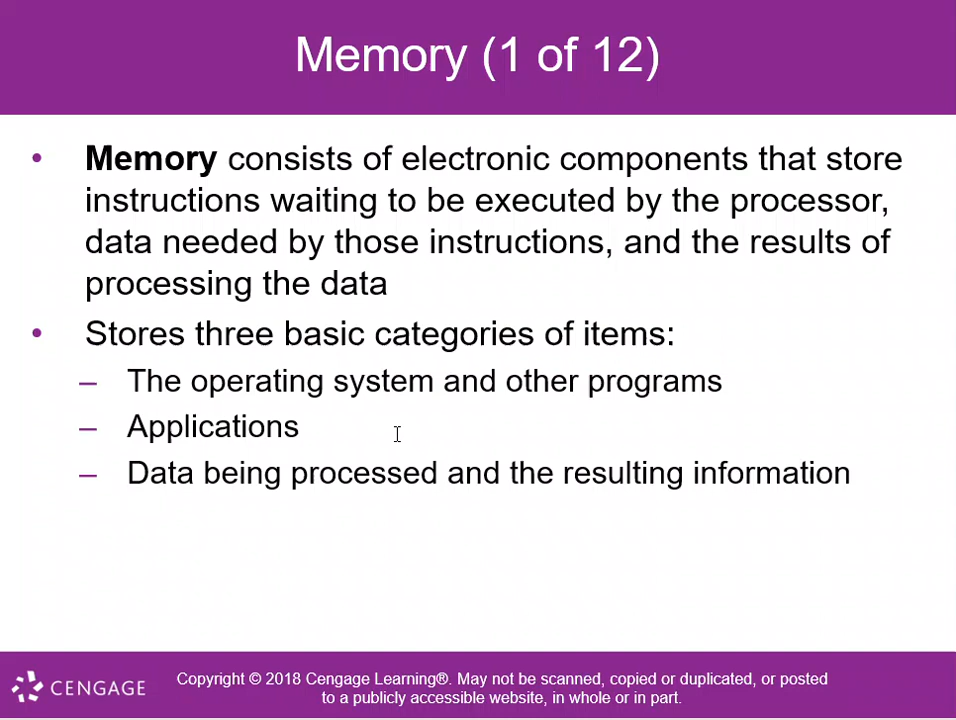 Memory (1 of 12)
• Memory consists of electronic components that store
instructions waiting to be executed by the processor,
data needed by those instructions, and the results of
processing the data
• Stores three basic categories of items:
– The operating system and other programs
– Applications
– Data being processed and the resulting information
CENGAGE
Copyright © 2018 Cengage Learning®. May not be scanned, copied or duplicated, or posted
to a publicly accessible website, in whole or in part.